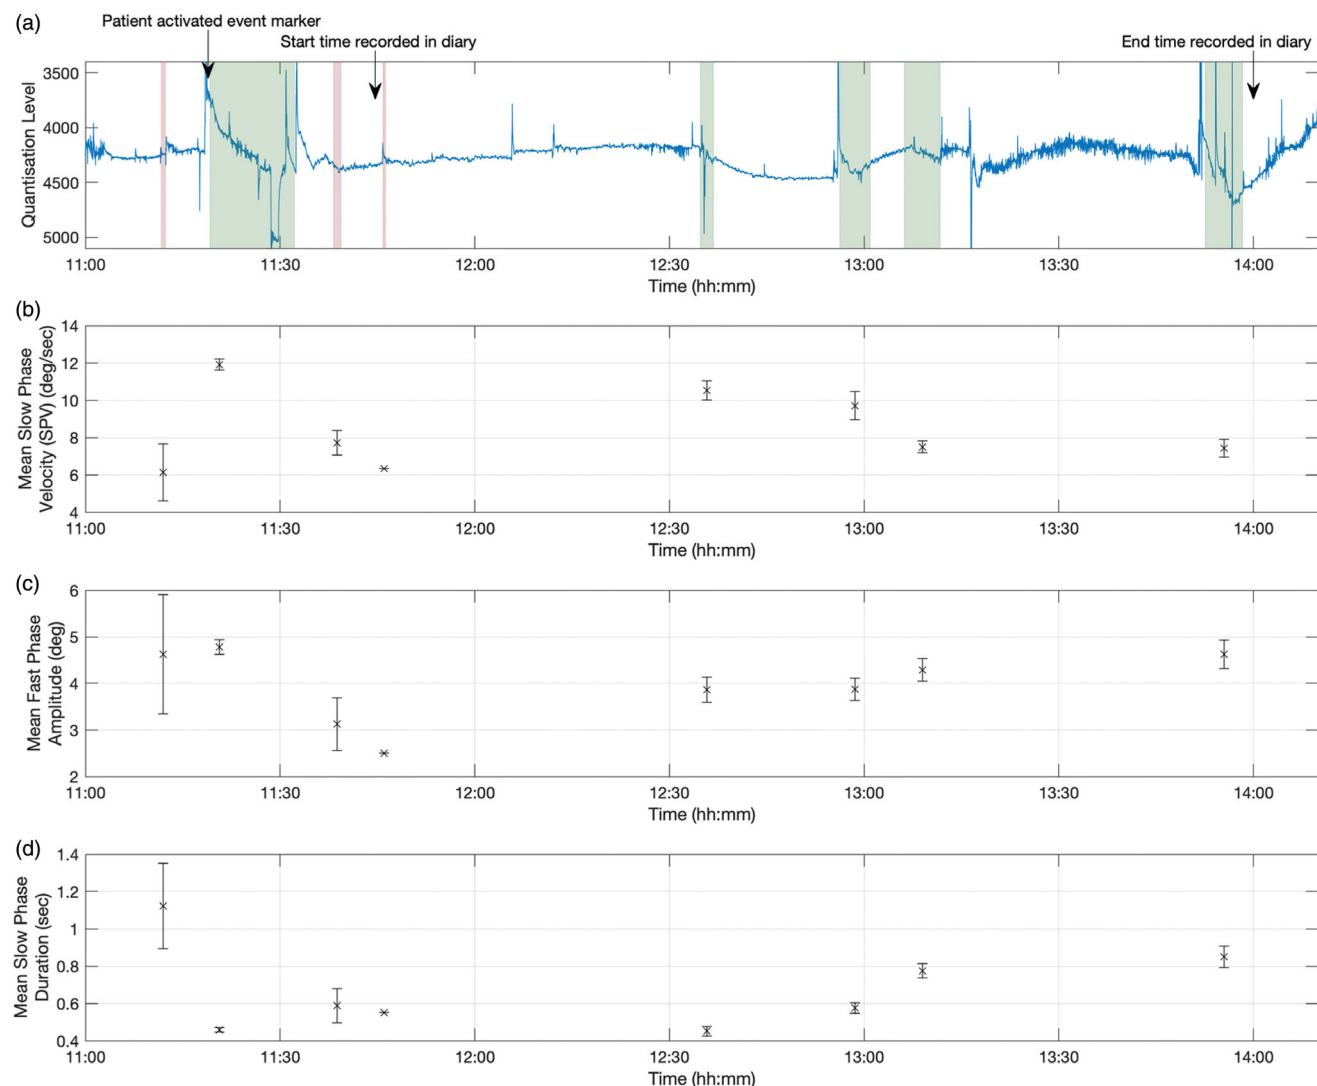 (a)
Patient activated event marker
Start time recorded in diary
End time recorded in diary
Quantisation Level
3500
4000
4500
5000
11:00 11:30 12:00 12:30 13:00 13:30 14:00
Time (hh:mm)
(b)
Mean Slow Phase
Velocity (SPV) (deg/sec)
14
12
10
8
6
4
11:00 11:30 12:00 12:30 13:00 13:30 14:00
Time (hh:mm)
(c)
Mean Fast Phase
Amplitude (deg)
6
5
4
3
2
11:00 11:30 12:00 12:30 13:00 13:30 14:00
Time (hh:mm)
(d)
Mean Slow Phase
Duration (sec)
1.4
1.2
1
0.8
0.6
0.4
11:00 11:30 12:00 12:30 13:00 13:30 14:00
Time (hh:mm)